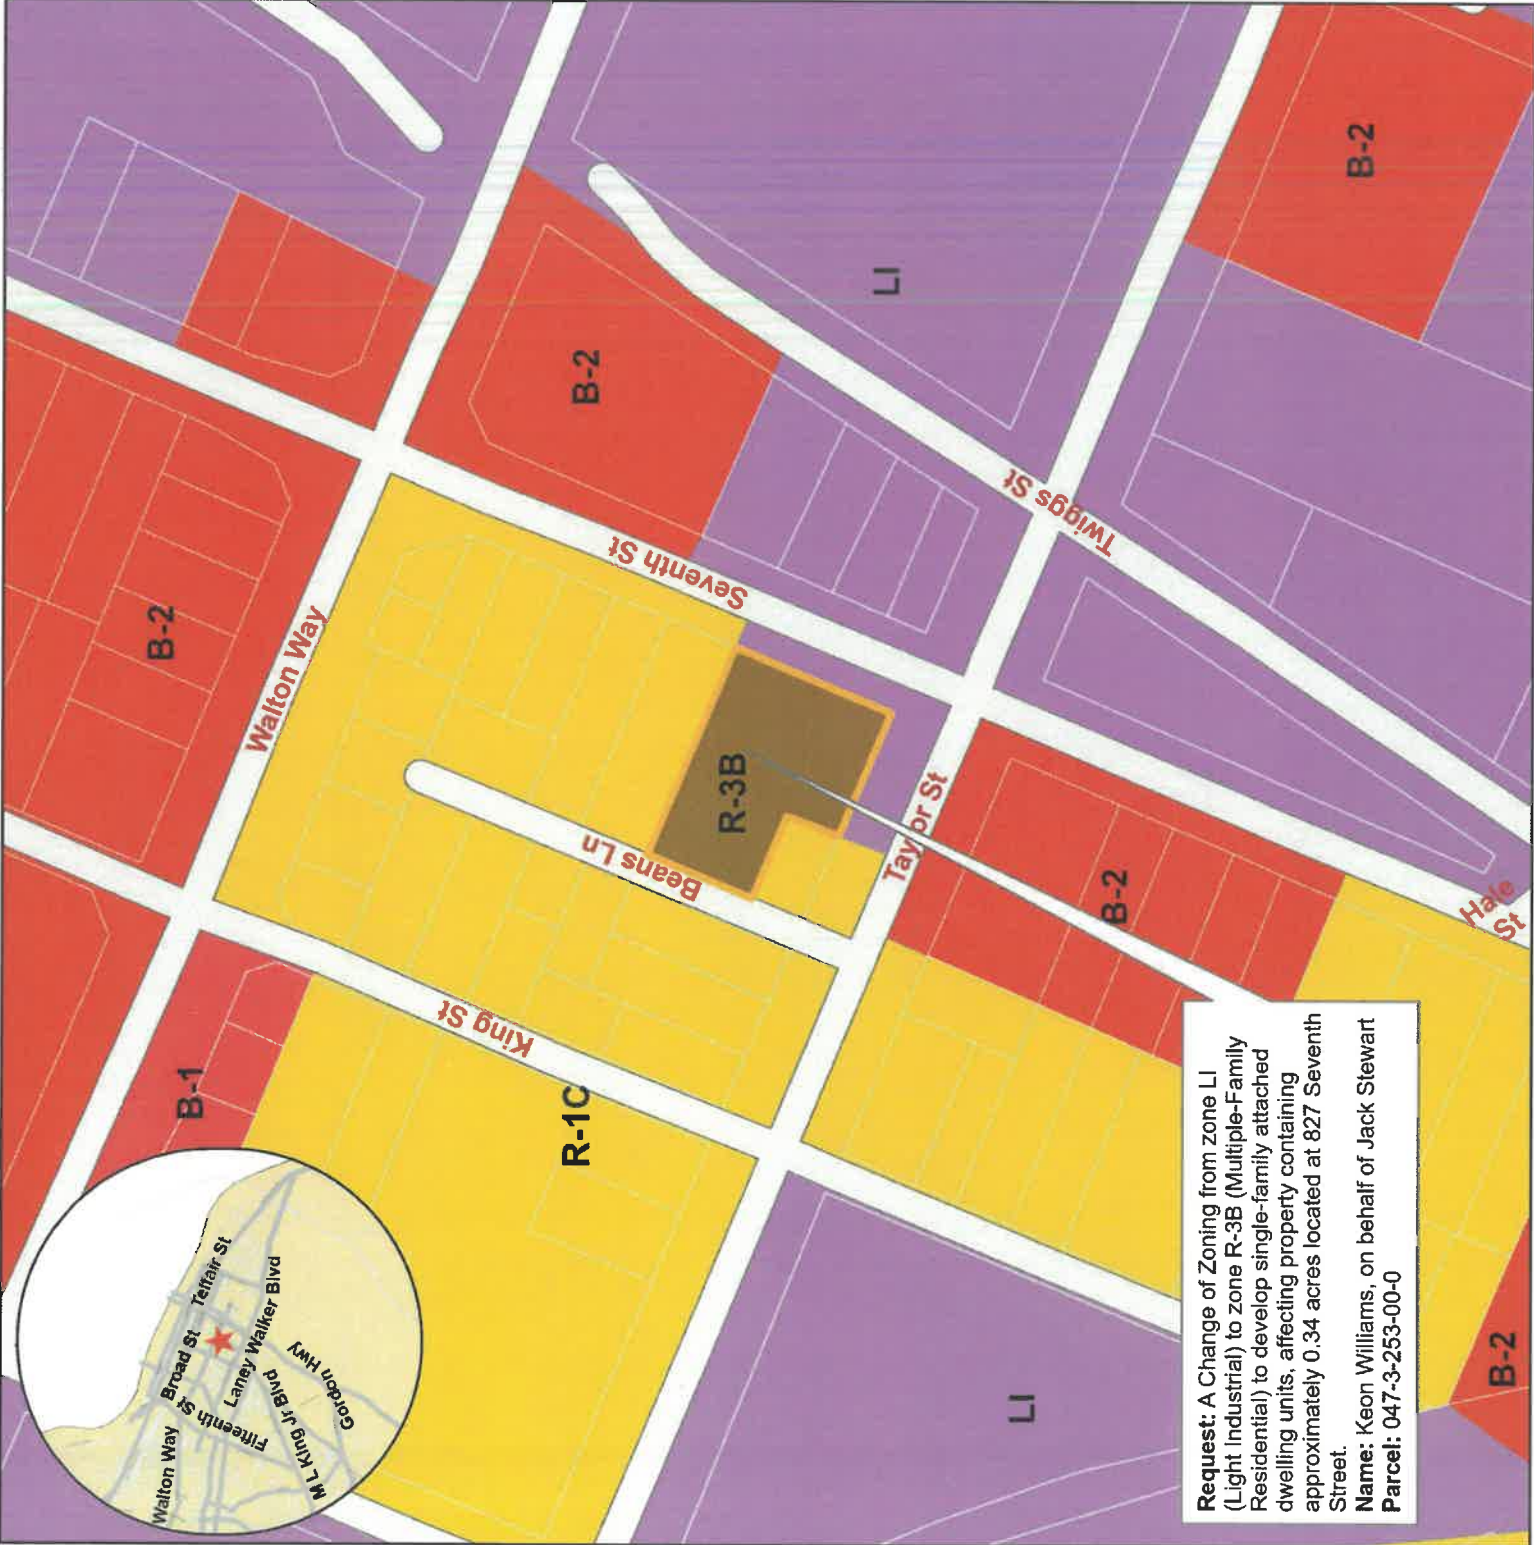 Walton Way
Broad St
Telfair St
Fifteenth St
Laney Walker Blvd
M L King Jr Blvd
Gordon Hwy
B-1
B-2
Walton Way
King St
R-1C
Beans Ln
Seventh St
B-2
R-3B
LI
Taylor St
Twiggs St
B-2
LI
B-2
Hale
St
B-2
Request: A Change of Zoning from zone LI
(Light Industrial) to zone R-3B (Multiple-Family
Residential) to develop single-family attached
dwelling units, affecting property containing
approximately 0.34 acres located at 827 Seventh
Street.
Name: Keon Williams, on behalf of Jack Stewart
Parcel: 047-3-253-00-0